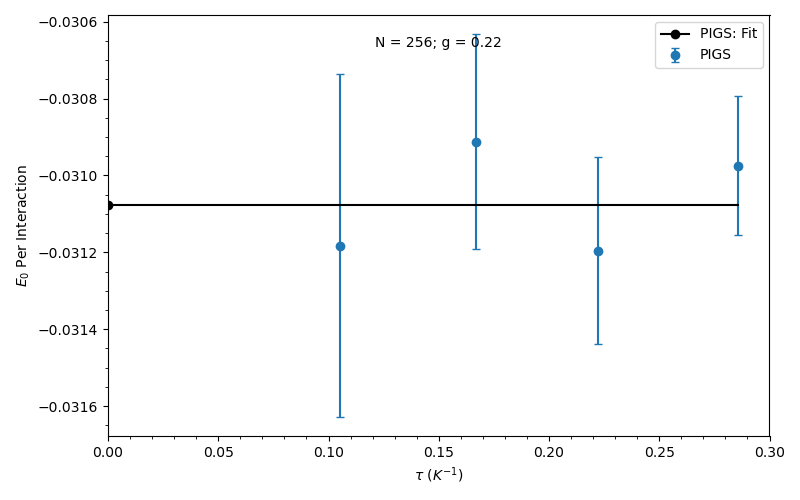 −0.0306
−0.0308
−0.0310
−0.0312
−0.0314
−0.0316
E₀ Per Interaction
N = 256; g = 0.22
PIGS: Fit
PIGS
0.00 0.05 0.10 0.15 0.20 0.25 0.30
τ (K⁻¹)